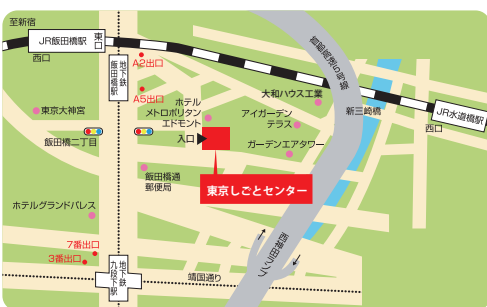 至新宿
JR飯田橋駅
東口
西口
地下鉄
飯田橋駅
A2出口
A5出口
首都高速5号線
大和ハウス工業
ホテル
メトロポリタン
エドモント
アイガーデン
テラス
新三崎橋
JR水道橋駅
西口
東京大神宮
飯田橋二丁目
入口
ガーデンエアタワー
飯田橋通
郵便局
東京しごとセンター
ホテルグランドパレス
7番出口
3番出口
地下鉄
九段下駅
靖国通り
西神田ランプ